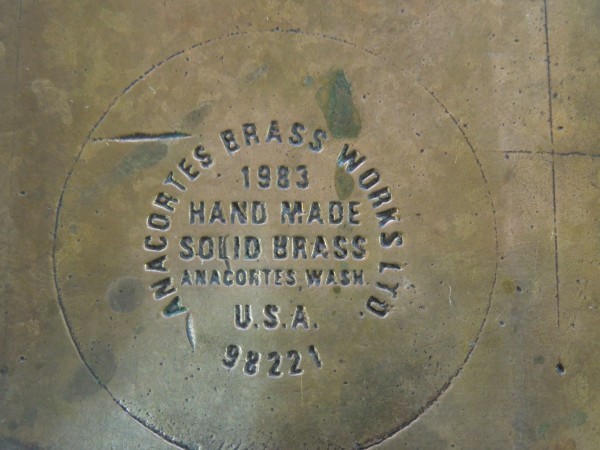 ANACORTES BRASS WORKS LTD.
1983
HAND MADE
SOLID BRASS
ANACORTES, WASH.
U.S.A.
98221